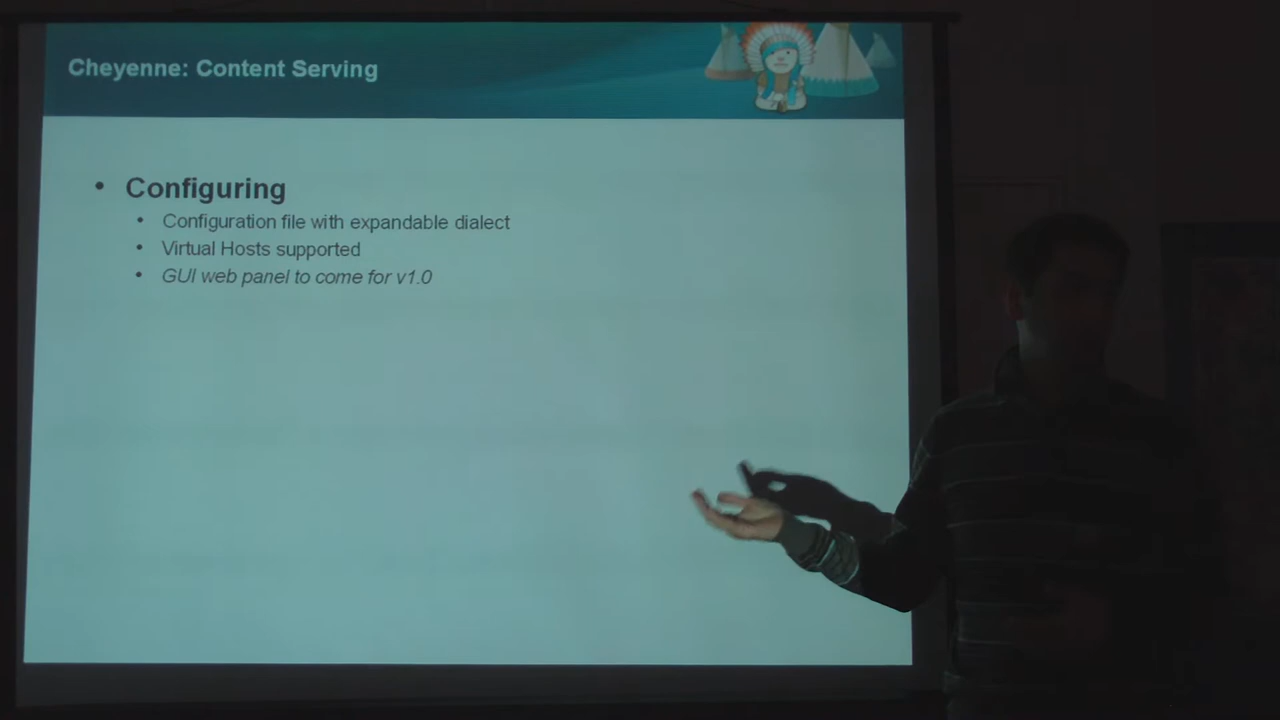 Cheyenne: Content Serving
• Configuring
• Configuration file with expandable dialect
• Virtual Hosts supported
• GUI web panel to come for v1.0